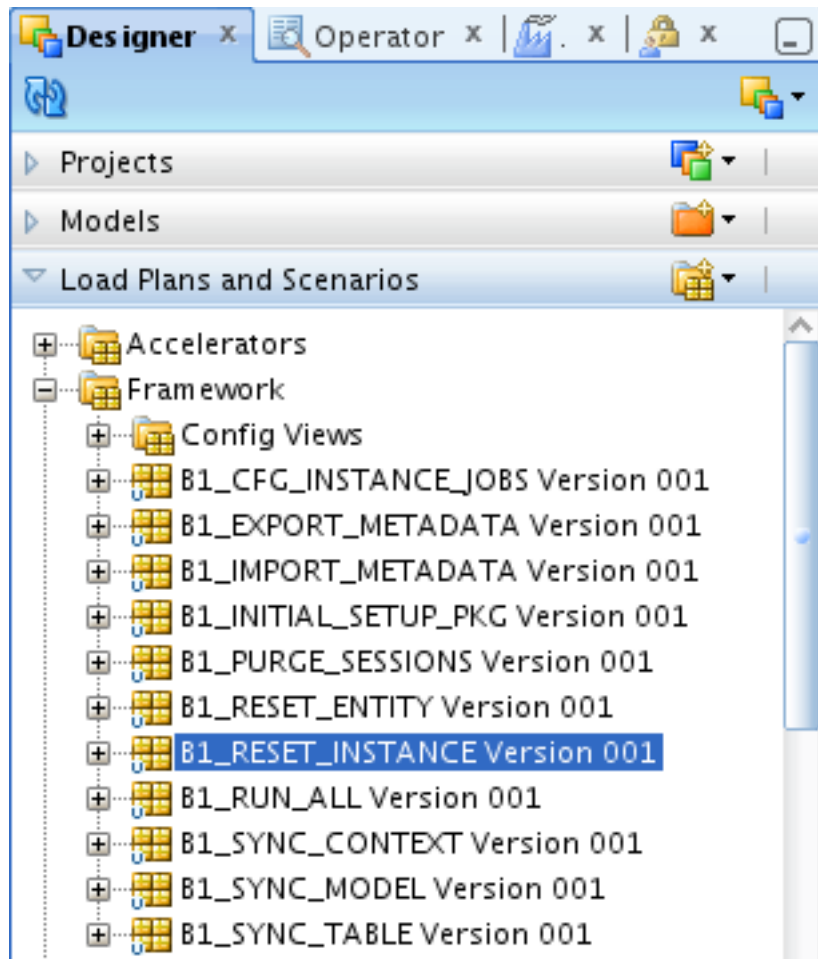 Designer x Operator x . x x
Projects
Models
Load Plans and Scenarios
Accelerators
Framework
Config Views
B1_CFG_INSTANCE_JOBS Version 001
B1_EXPORT_METADATA Version 001
B1_IMPORT_METADATA Version 001
B1_INITIAL_SETUP_PKG Version 001
B1_PURGE_SESSIONS Version 001
B1_RESET_ENTITY Version 001
B1_RESET_INSTANCE Version 001
B1_RUN_ALL Version 001
B1_SYNC_CONTEXT Version 001
B1_SYNC_MODEL Version 001
B1_SYNC_TABLE Version 001